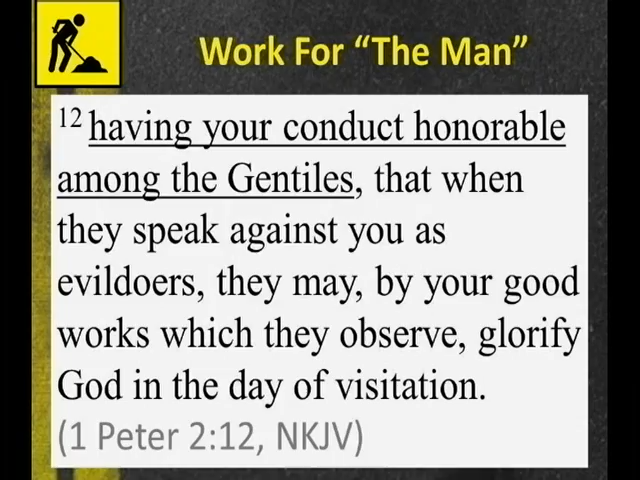 Work For “The Man”
12 having your conduct honorable
among the Gentiles, that when
they speak against you as
evildoers, they may, by your good
works which they observe, glorify
God in the day of visitation.
(1 Peter 2:12, NKJV)